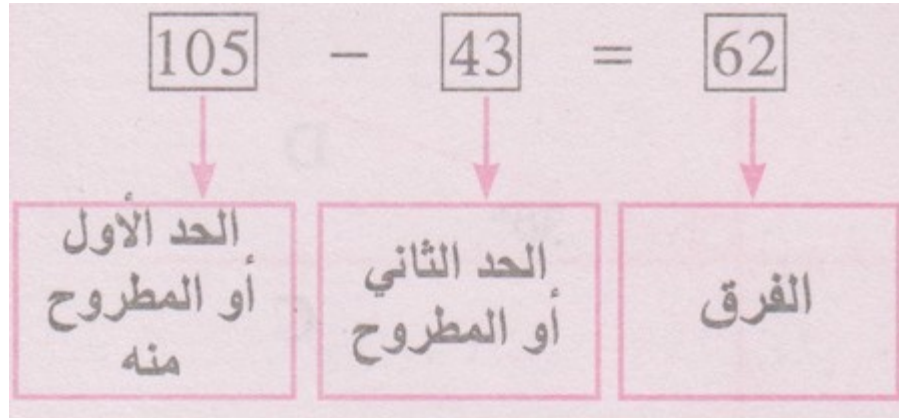 105 - 43 = 62
الحد الأول
أو المطروح
منه
الحد الثاني
أو المطروح
الفرق